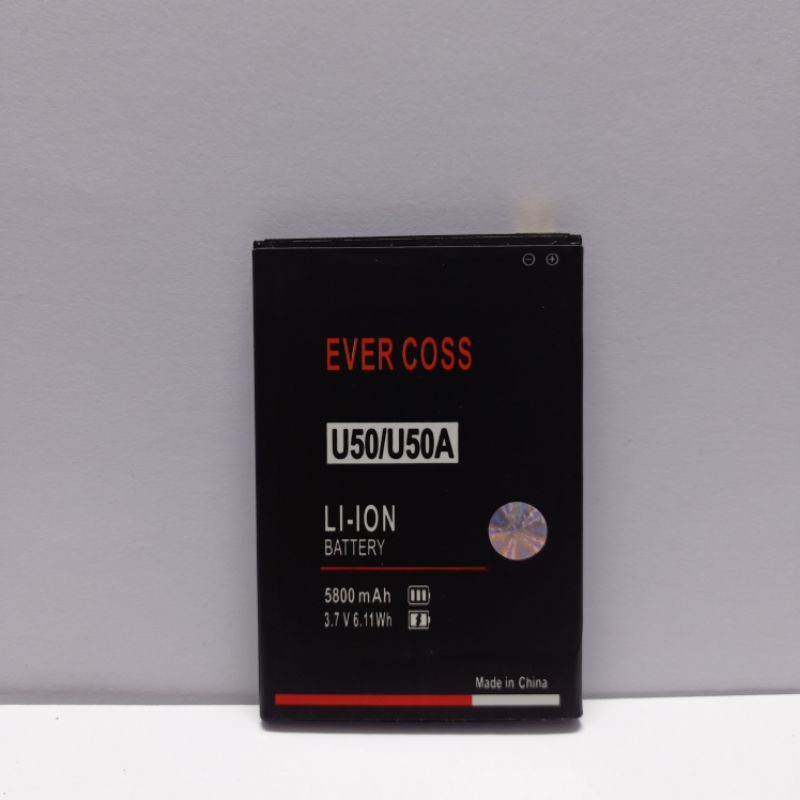 EVER COSS
U50/U50A
LI-ION
BATTERY
5800 mAh
3.7 V 6.11Wh
Made in China